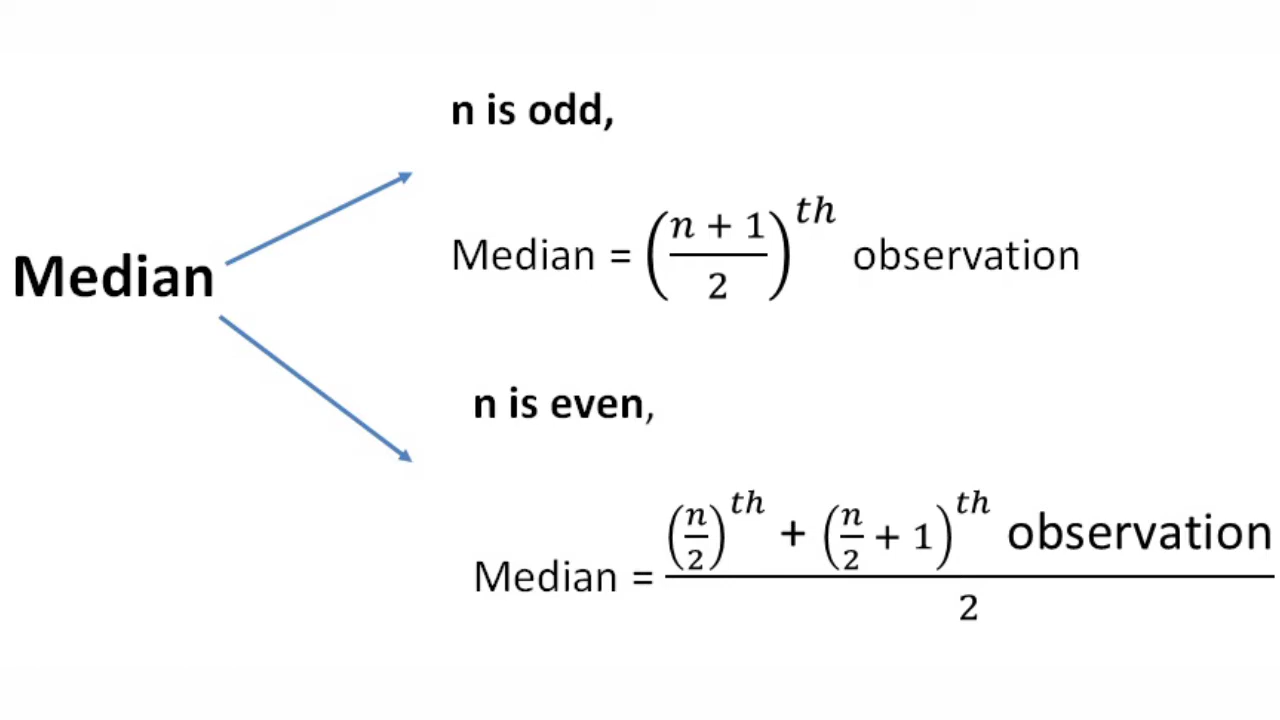 n is odd,
Median = (n + 1 / 2)^th observation
Median
n is even,
Median = (n/2)^th + (n/2 + 1)^th observation / 2